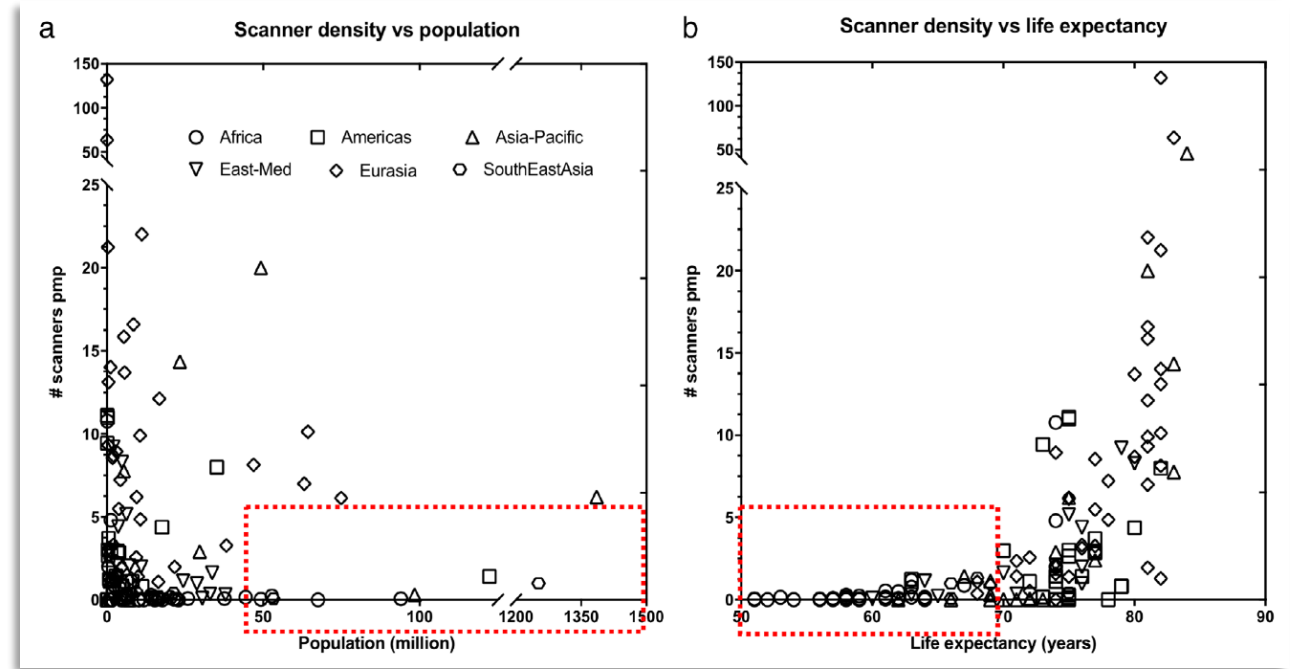 a
Scanner density vs population
150
100
50
25
20
15
10
5
0
# scanners pmp
Africa
Americas
Asia-Pacific
East-Med
Eurasia
SouthEastAsia
0
50
100
1200
1350
1500
Population (million)
b
Scanner density vs life expectancy
150
100
50
25
20
15
10
5
0
# scanners pmp
50
60
70
80
90
Life expectancy (years)